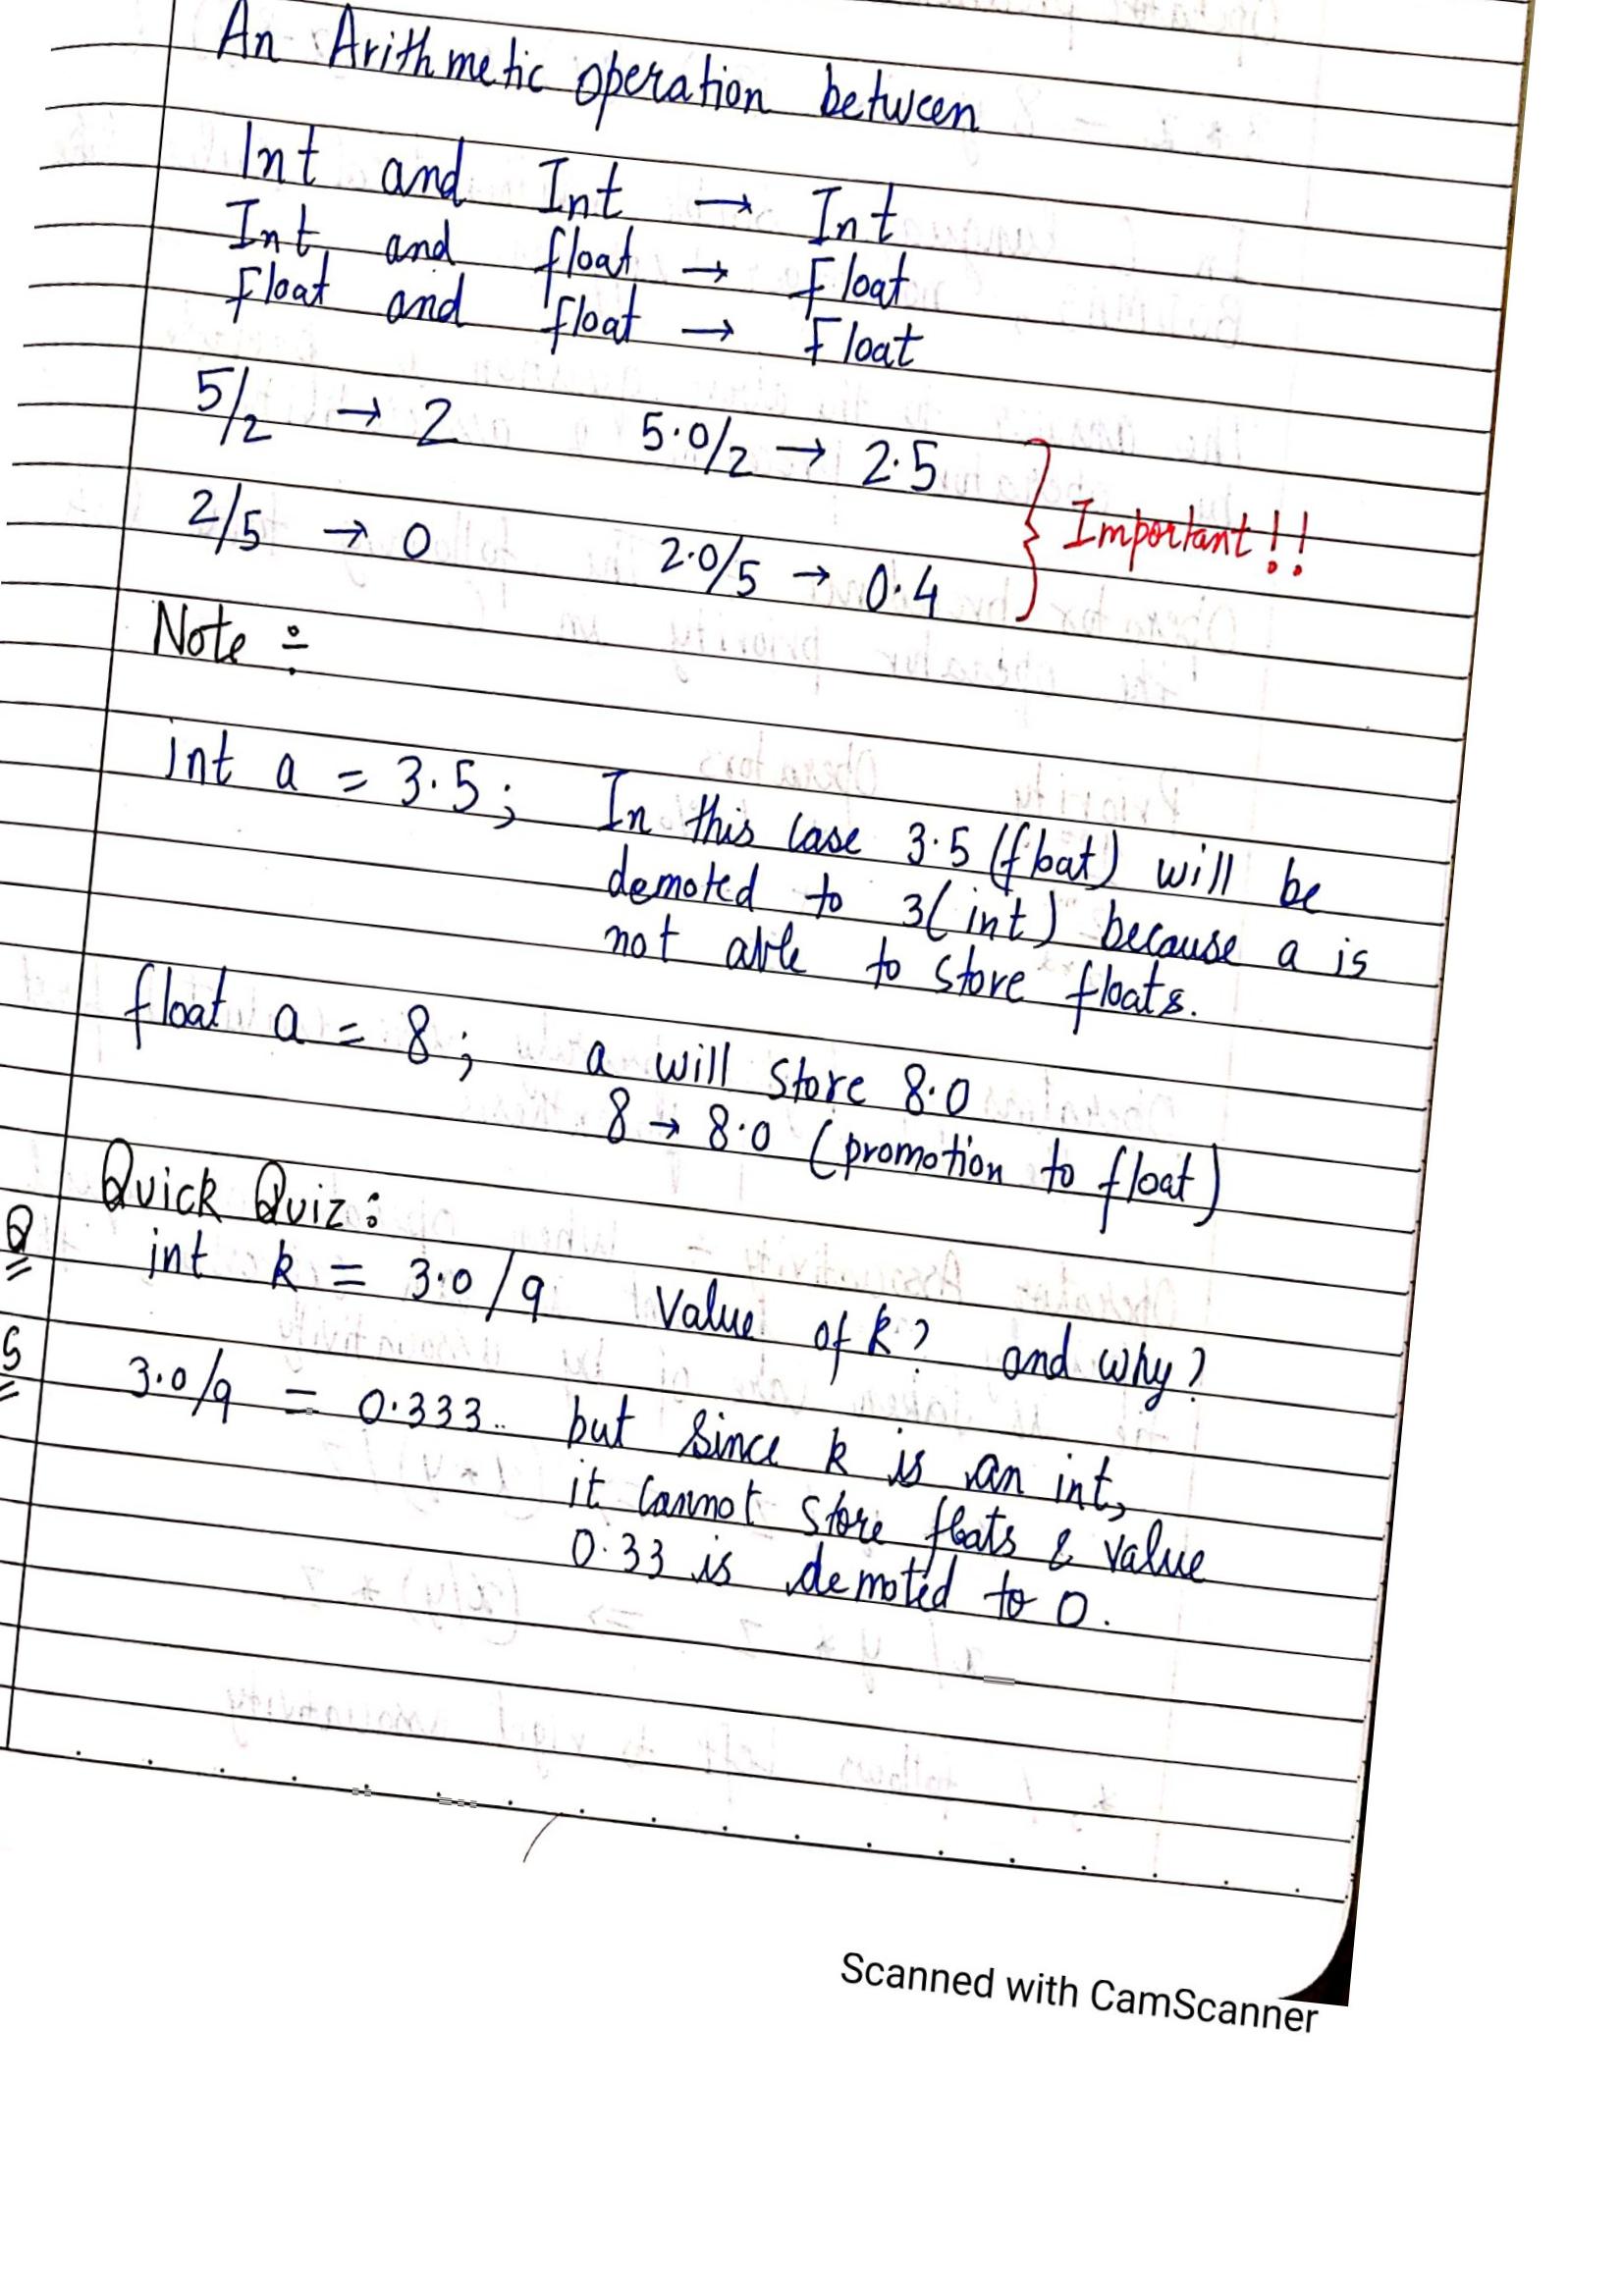 An Arithmetic operation between
Int and Int → Int
Int and float → Float
Float and float → Float
5/2 → 2 5.0/2 → 2.5
Important!!
2/5 → 0 2.0/5 → 0.4
Note :
int a = 3.5; In this case 3.5 (float) will be
demoted to 3(int) because a is
not able to store floats.
float a = 8; a will store 8.0
8 → 8.0 (promotion to float)
Quick Quiz:
Q int k = 3.0/9 Value of k? and why?
S 3.0/9 = 0.333.. but since k is an int,
it cannot store floats & value
0.33 is demoted to 0.
Scanned with CamScanner